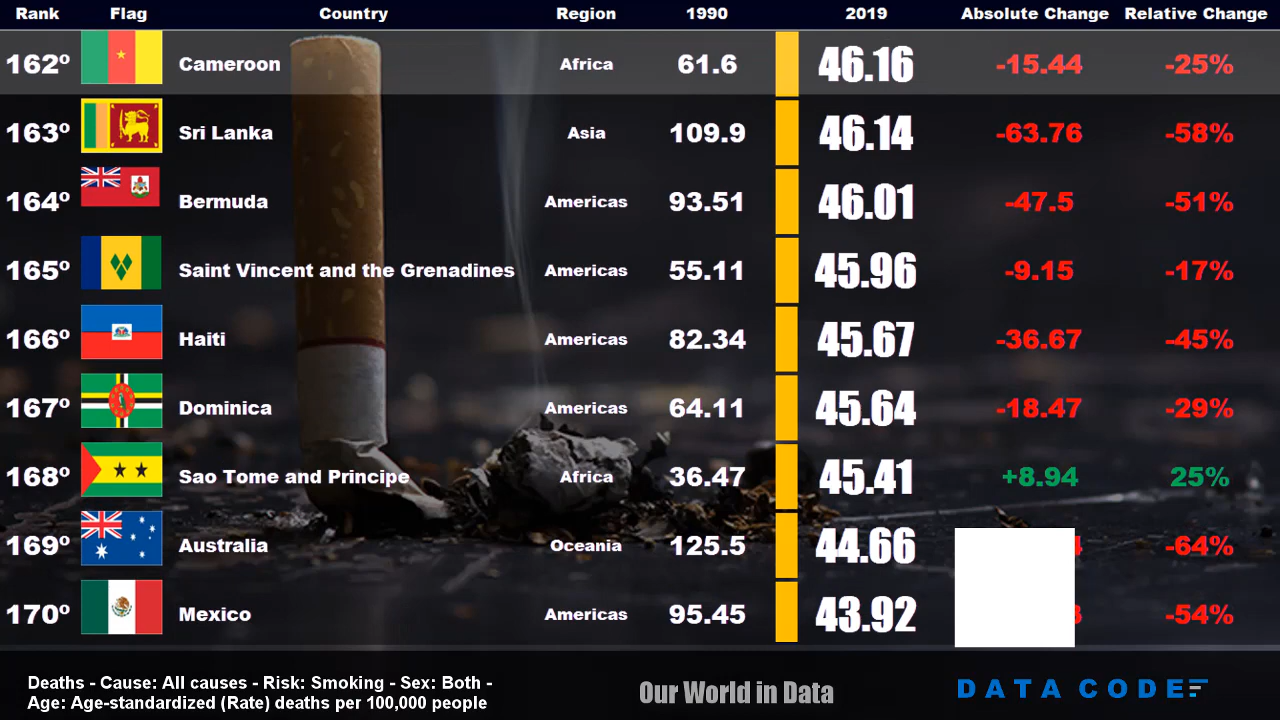 Rank Flag Country Region 1990 2019 Absolute Change Relative Change
162º Cameroon Africa 61.6 46.16 -15.44 -25%
163º Sri Lanka Asia 109.9 46.14 -63.76 -58%
164º Bermuda Americas 93.51 46.01 -47.5 -51%
165º Saint Vincent and the Grenadines Americas 55.11 45.96 -9.15 -17%
166º Haiti Americas 82.34 45.67 -36.67 -45%
167º Dominica Americas 64.11 45.64 -18.47 -29%
168º Sao Tome and Principe Africa 36.47 45.41 +8.94 25%
169º Australia Oceania 125.5 44.66 -64%
170º Mexico Americas 95.45 43.92 -54%
Deaths - Cause: All causes - Risk: Smoking - Sex: Both -
Age: Age-standardized (Rate) deaths per 100,000 people
Our World in Data
DATA CODE